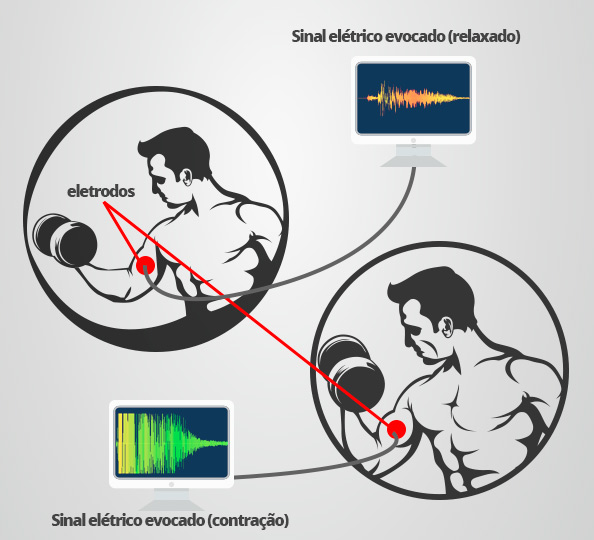 Sinal elétrico evocado (relaxado)
eletrodos
Sinal elétrico evocado (contração)